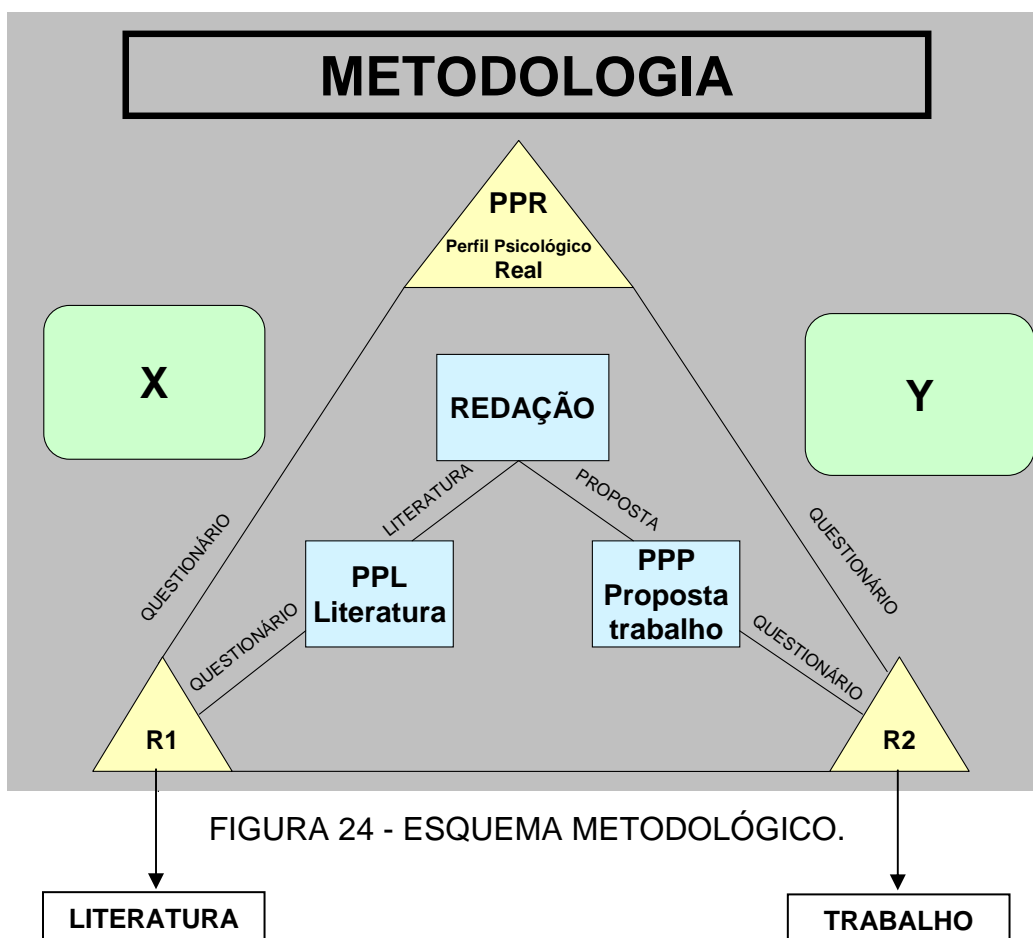 METODOLOGIA
PPR
Perfil Psicológico
Real
X
Y
REDAÇÃO
LITERATURA
PROPOSTA
QUESTIONÁRIO
QUESTIONÁRIO
PPL
Literatura
PPP
Proposta
trabalho
QUESTIONÁRIO
QUESTIONÁRIO
R1
R2
FIGURA 24 - ESQUEMA METODOLÓGICO.
LITERATURA
TRABALHO